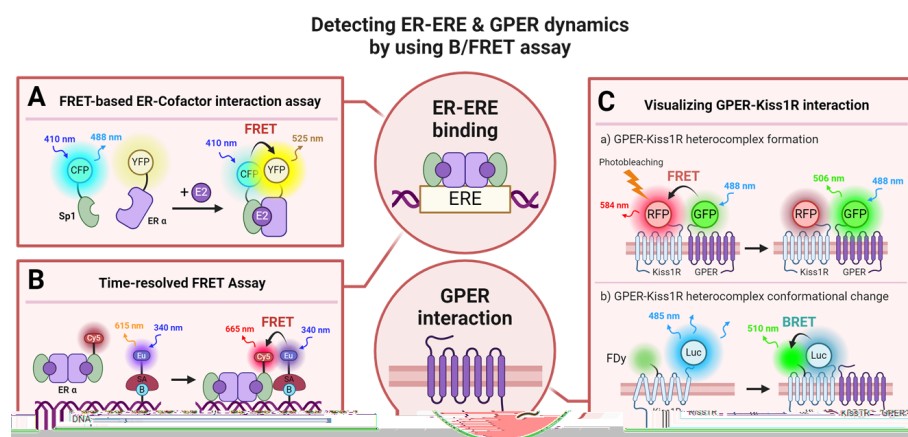 Detecting ER-ERE & GPER dynamics
by using B/FRET assay
A
FRET-based ER-Cofactor interaction assay
410 nm
488 nm
CFP
YFP
Sp1
ER α
+ E2
FRET
410 nm
525 nm
CFP
YFP
E2
B
Time-resolved FRET Assay
Cy5
615 nm
340 nm
Eu
SA
B
ER α
665 nm
FRET
340 nm
Cy5
Eu
SA
B
DNA
ER-ERE
binding
ERE
GPER
interaction
C
Visualizing GPER-Kiss1R interaction
a) GPER-Kiss1R heterocomplex formation
Photobleaching
FRET
584 nm
488 nm
RFP
GFP
Kiss1R
GPER
506 nm
488 nm
RFP
GFP
Kiss1R
GPER
b) GPER-Kiss1R heterocomplex conformational change
485 nm
FDy
Luc
510 nm
BRET
Luc